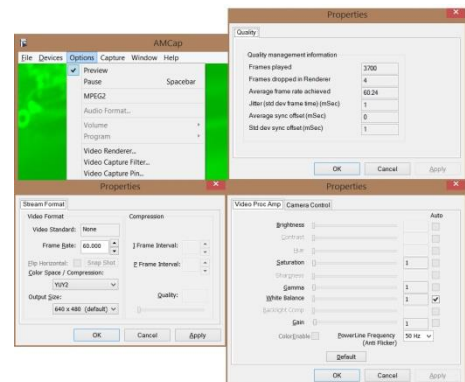 AMCap
File Devices Options Capture Window Help
Preview
Pause Spacebar
MPEG2
Audio Format...
Volume
Program
Video Renderer...
Video Capture Filter...
Video Capture Pin...
Properties
Quality
Quality management information
Frames played 3700
Frames dropped in Renderer 4
Average frame rate achieved 60.24
Jitter (std dev frame time) (mSec) 1
Average sync offset (mSec) 0
Std dev sync offset (mSec) 1
OK Cancel Apply
Properties
Stream Format
Video Format Compression
Video Standard: None
Frame Rate: 60.000 I Frame Interval:
Flip Horizontal: Snap Shot P Frame Interval:
Color Space / Compression:
YUY2
Output Size: Quality:
640 x 480 (default)
OK Cancel Apply
Properties
Video Proc Amp Camera Control
Auto
Brightness
Contrast
Hue
Saturation 1
Sharpness
Gamma 1
White Balance 1
Backlight Comp
Gain 1
ColorEnable PowerLine Frequency 50 Hz
(Anti Flicker)
Default
OK Cancel Apply